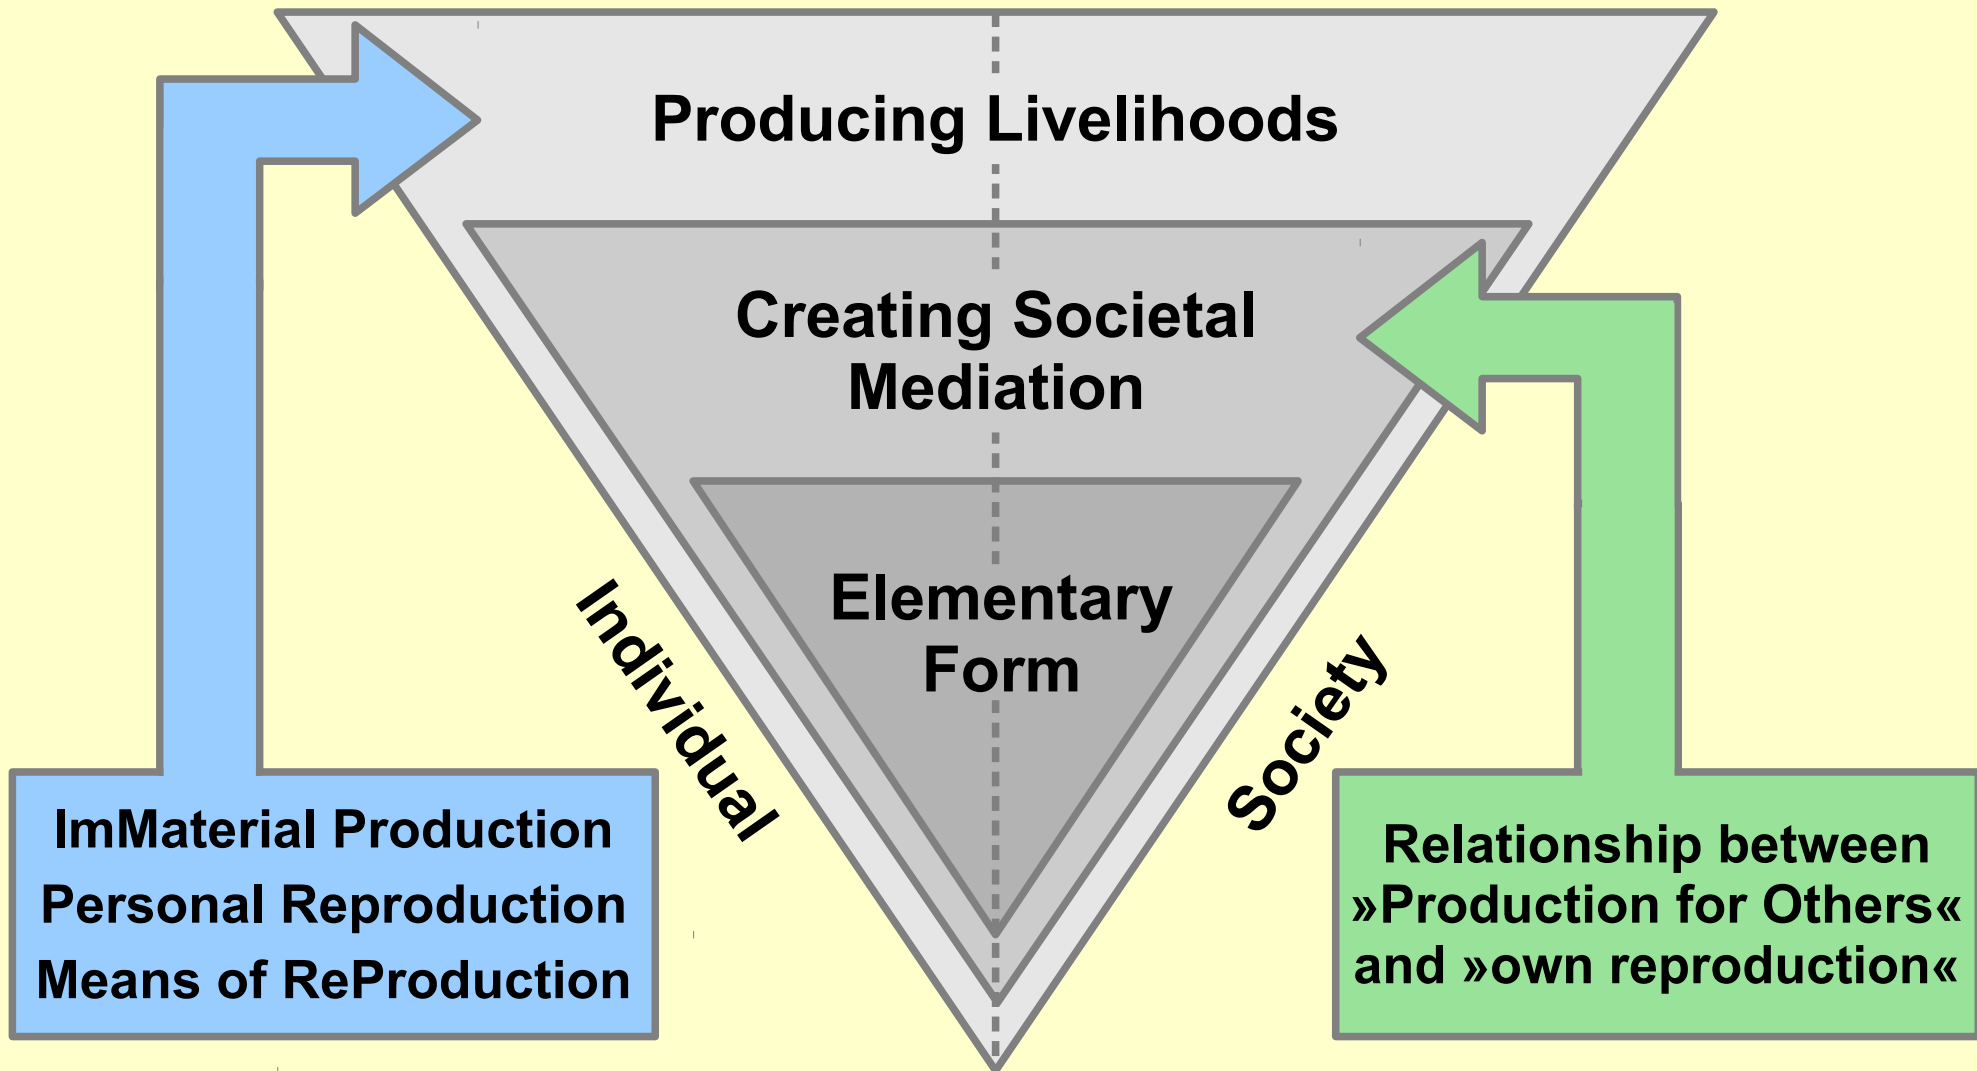 Producing Livelihoods
Creating Societal
Mediation
Elementary
Form
Individual
Society
ImMaterial Production
Personal Reproduction
Means of ReProduction
Relationship between
»Production for Others«
and »own reproduction«